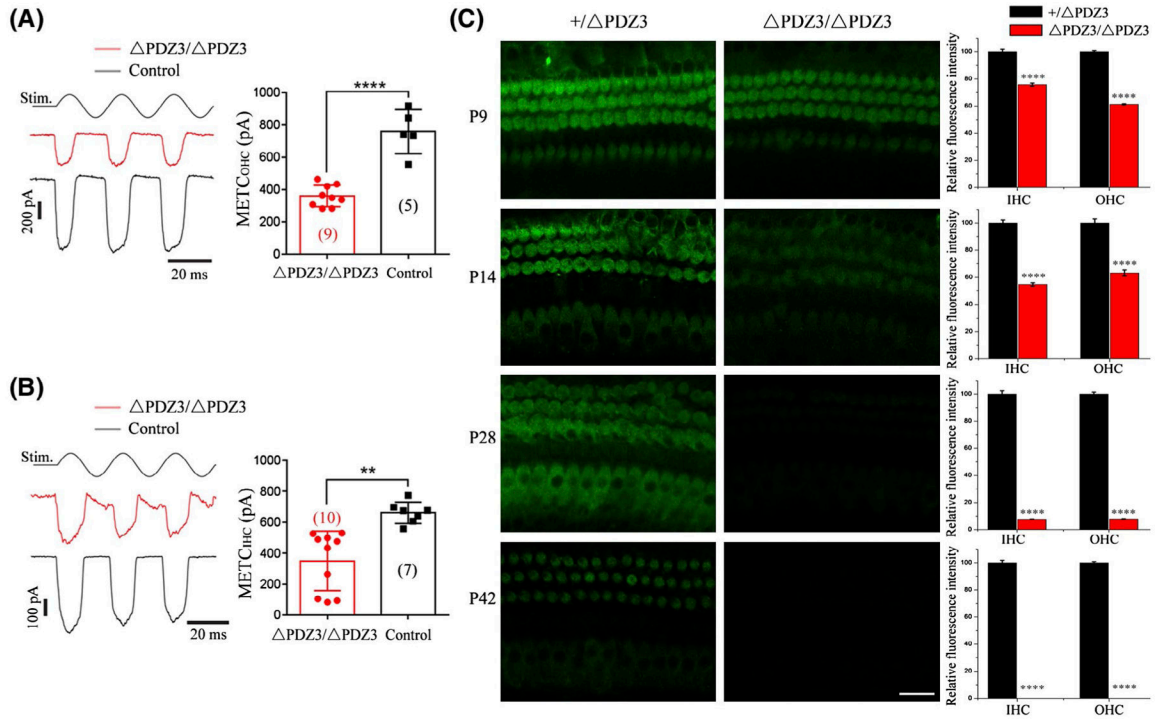 (A)
△PDZ3/△PDZ3
Control
Stim.
200 pA
20 ms
METCOHC (pA)
1000
800
600
400
200
0
****
(9)
(5)
△PDZ3/△PDZ3 Control
(B)
△PDZ3/△PDZ3
Control
Stim.
100 pA
20 ms
METCIHC (pA)
1000
800
600
400
200
0
**
(10)
(7)
△PDZ3/△PDZ3 Control
(C)
+/△PDZ3 △PDZ3/△PDZ3
P9
P14
P28
P42
+/△PDZ3
△PDZ3/△PDZ3
Relative fluorescence intensity
100
80
60
40
20
0
**** ****
IHC OHC
Relative fluorescence intensity
100
80
60
40
20
0
**** ****
IHC OHC
Relative fluorescence intensity
100
80
60
40
20
0
**** ****
IHC OHC
Relative fluorescence intensity
100
80
60
40
20
0
**** ****
IHC OHC